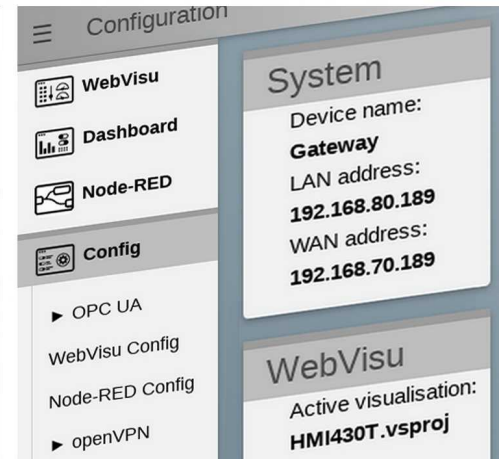 Configuration
WebVisu
Dashboard
Node-RED
Config
► OPC UA
WebVisu Config
Node-RED Config
► openVPN
System
Device name:
Gateway
LAN address:
192.168.80.189
WAN address:
192.168.70.189
WebVisu
Active visualisation:
HMI430T.vsproj